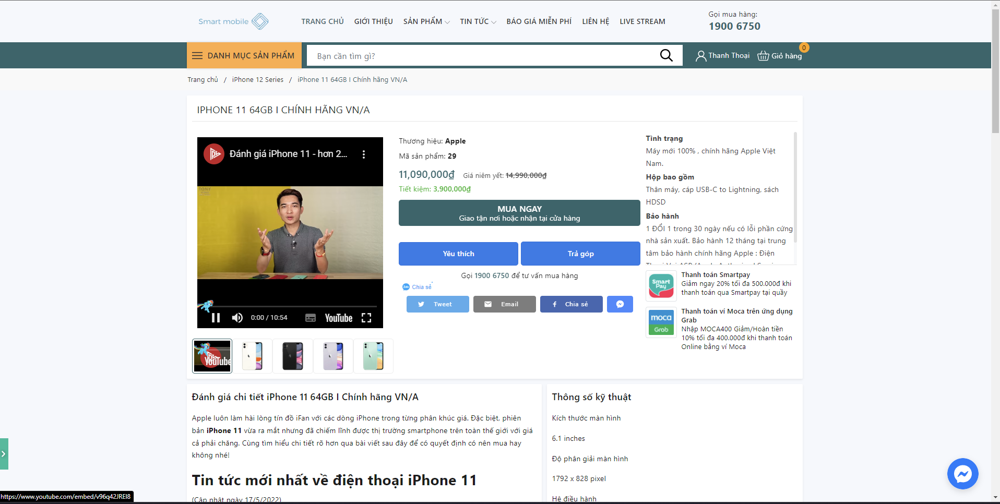 Smart mobile
TRANG CHỦ
GIỚI THIỆU
SẢN PHẨM
TIN TỨC
BÁO GIÁ MIỄN PHÍ
LIÊN HỆ
LIVE STREAM
Gọi mua hàng:
1900 6750
DANH MỤC SẢN PHẨM
Bạn cần tìm gì?
Thanh Thoại
Giỏ hàng
0
Trang chủ / iPhone 12 Series / iPhone 11 64GB I Chính hãng VN/A
IPHONE 11 64GB I CHÍNH HÃNG VN/A
Đánh giá iPhone 11 - hơn 2...
TONY
0:00 / 10:54
YouTube
YouTube
Thương hiệu: Apple
Mã sản phẩm: 29
11,090,000₫ Giá niêm yết: 14,990,000₫
Tiết kiệm: 3,900,000₫
MUA NGAY
Giao tận nơi hoặc nhận tại cửa hàng
Yêu thích
Trả góp
Gọi 1900 6750 để tư vấn mua hàng
Zalo Chia sẻ
Tweet
Email
Chia sẻ
Tình trạng
Máy mới 100% , chính hãng Apple Việt
Nam.
Hộp bao gồm
Thân máy, cáp USB-C to Lightning, sách
HDSD
Bảo hành
1 ĐỔI 1 trong 30 ngày nếu có lỗi phần cứng
nhà sản xuất. Bảo hành 12 tháng tại trung
tâm bảo hành chính hãng Apple : Điện
Smart
Pay
Thanh toán Smartpay
Giảm ngay 20% tối đa 500.000đ khi
thanh toán qua Smartpay tại quầy
moca
Grab
Thanh toán ví Moca trên ứng dụng
Grab
Nhập MOCA400 Giảm/Hoàn tiền
10% tối đa 400.000đ khi thanh toán
Online bằng ví Moca
Đánh giá chi tiết iPhone 11 64GB I Chính hãng VN/A
Apple luôn làm hài lòng tín đồ iFan với các dòng iPhone trong từng phân khúc giá. Đặc biệt, phiên
bản iPhone 11 vừa ra mắt nhưng đã chiếm lĩnh được thị trường smartphone trên toàn thế giới với giá
cả phải chăng. Cùng tìm hiểu chi tiết rõ hơn qua bài viết sau đây để có quyết định có nên mua hay
không nhé!
Tin tức mới nhất về điện thoại iPhone 11
(Cập nhật ngày 17/5/2022)
Thông số kỹ thuật
Kích thước màn hình
6.1 inches
Độ phân giải màn hình
1792 x 828 pixel
Hệ điều hành
https://www.youtube.com/embed/v96q42JREl8